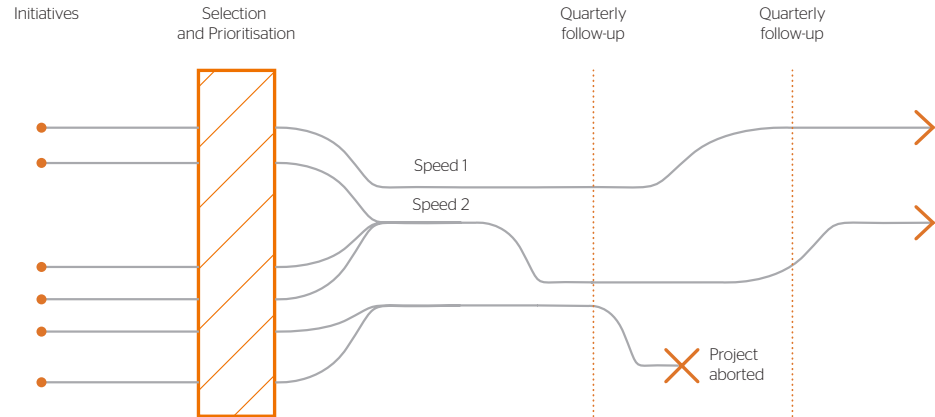 Initiatives
Selection
and Prioritisation
Quarterly
follow-up
Quarterly
follow-up
Speed 1
Speed 2
Project
aborted